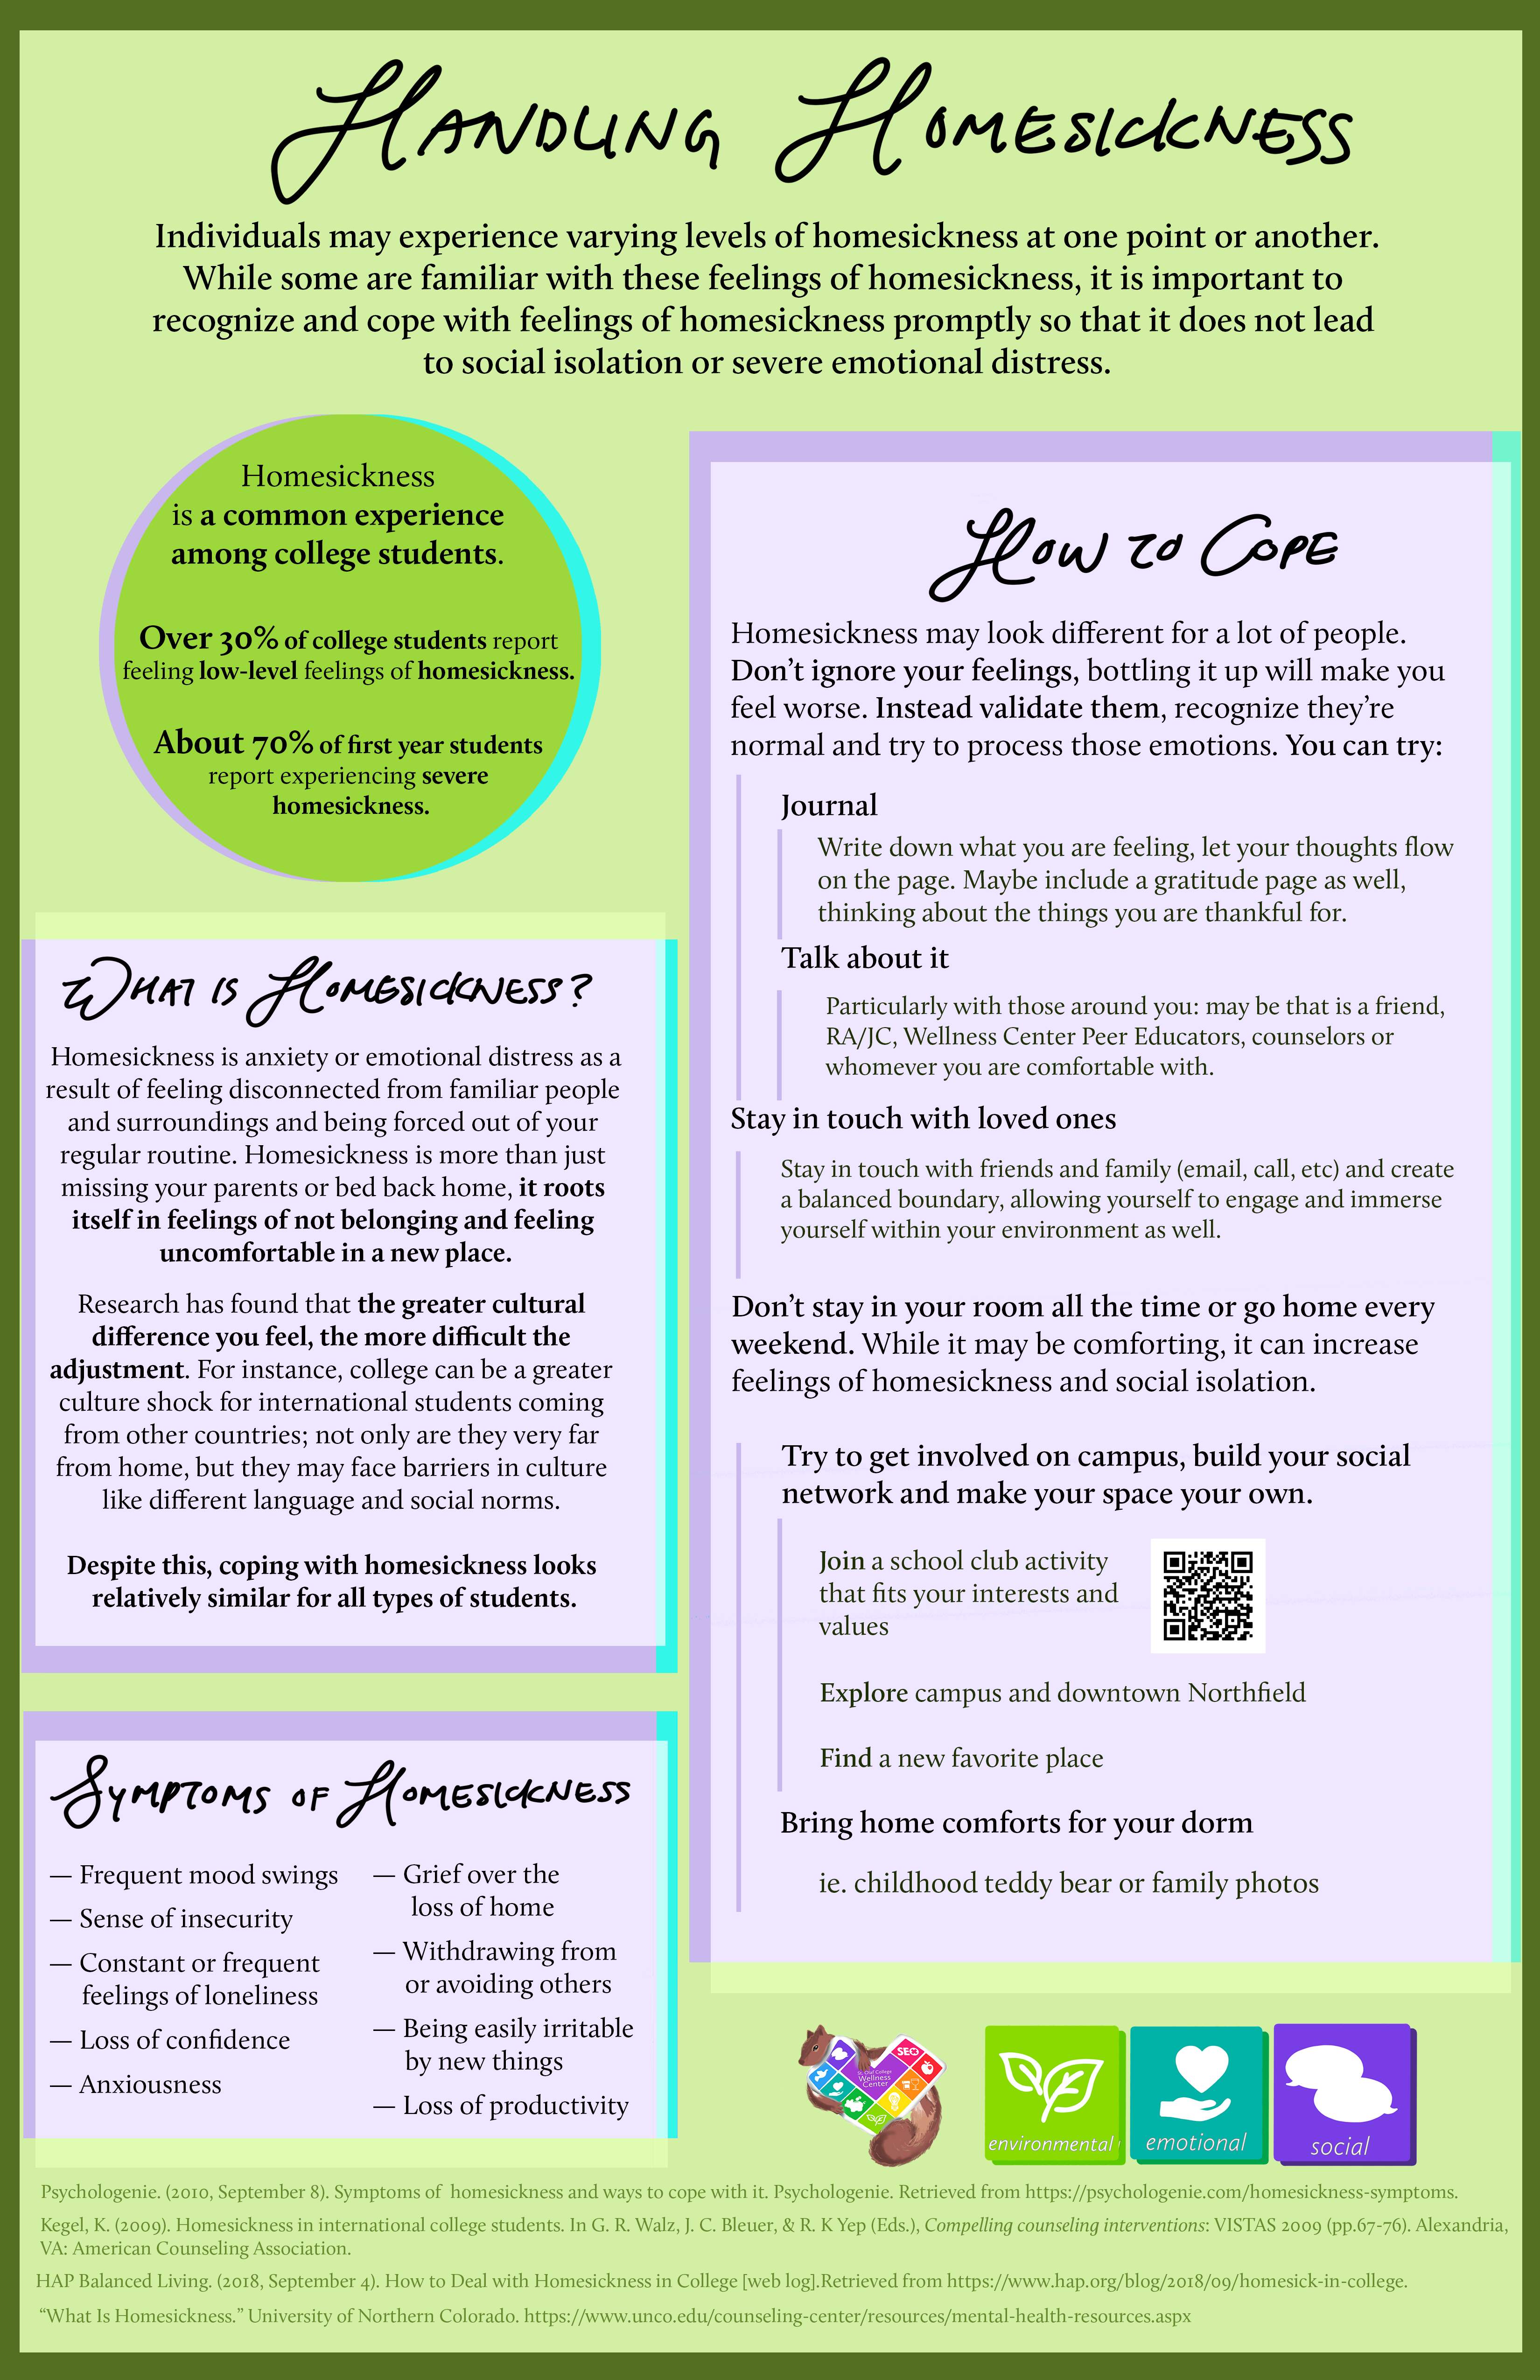 Handling Homesickness
Individuals may experience varying levels of homesickness at one point or another.
While some are familiar with these feelings of homesickness, it is important to
recognize and cope with feelings of homesickness promptly so that it does not lead
to social isolation or severe emotional distress.
Homesickness
is a common experience
among college students.
Over 30% of college students report
feeling low-level feelings of homesickness.
About 70% of first year students
report experiencing severe
homesickness.
What is Homesickness?
Homesickness is anxiety or emotional distress as a
result of feeling disconnected from familiar people
and surroundings and being forced out of your
regular routine. Homesickness is more than just
missing your parents or bed back home, it roots
itself in feelings of not belonging and feeling
uncomfortable in a new place.
Research has found that the greater cultural
difference you feel, the more difficult the
adjustment. For instance, college can be a greater
culture shock for international students coming
from other countries; not only are they very far
from home, but they may face barriers in culture
like different language and social norms.
Despite this, coping with homesickness looks
relatively similar for all types of students.
Symptoms of Homesickness
— Frequent mood swings
— Sense of insecurity
— Constant or frequent
feelings of loneliness
— Loss of confidence
— Anxiousness
— Grief over the
loss of home
— Withdrawing from
or avoiding others
— Being easily irritable
by new things
— Loss of productivity
How to Cope
Homesickness may look different for a lot of people.
Don't ignore your feelings, bottling it up will make you
feel worse. Instead validate them, recognize they're
normal and try to process those emotions. You can try:
Journal
Write down what you are feeling, let your thoughts flow
on the page. Maybe include a gratitude page as well,
thinking about the things you are thankful for.
Talk about it
Particularly with those around you: may be that is a friend,
RA/JC, Wellness Center Peer Educators, counselors or
whomever you are comfortable with.
Stay in touch with loved ones
Stay in touch with friends and family (email, call, etc) and create
a balanced boundary, allowing yourself to engage and immerse
yourself within your environment as well.
Don't stay in your room all the time or go home every
weekend. While it may be comforting, it can increase
feelings of homesickness and social isolation.
Try to get involved on campus, build your social
network and make your space your own.
Join a school club activity
that fits your interests and
values
Explore campus and downtown Northfield
Find a new favorite place
Bring home comforts for your dorm
ie. childhood teddy bear or family photos
SEO
St. Olaf College
Wellness
Center
environmental
emotional
social
Psychologenie. (2010, September 8). Symptoms of homesickness and ways to cope with it. Psychologenie. Retrieved from https://psychologenie.com/homesickness-symptoms.
Kegel, K. (2009). Homesickness in international college students. In G. R. Walz, J. C. Bleuer, & R. K Yep (Eds.), Compelling counseling interventions: VISTAS 2009 (pp.67-76). Alexandria,
VA: American Counseling Association.
HAP Balanced Living. (2018, September 4). How to Deal with Homesickness in College [web log].Retrieved from https://www.hap.org/blog/2018/09/homesick-in-college.
“What Is Homesickness.” University of Northern Colorado. https://www.unco.edu/counseling-center/resources/mental-health-resources.aspx